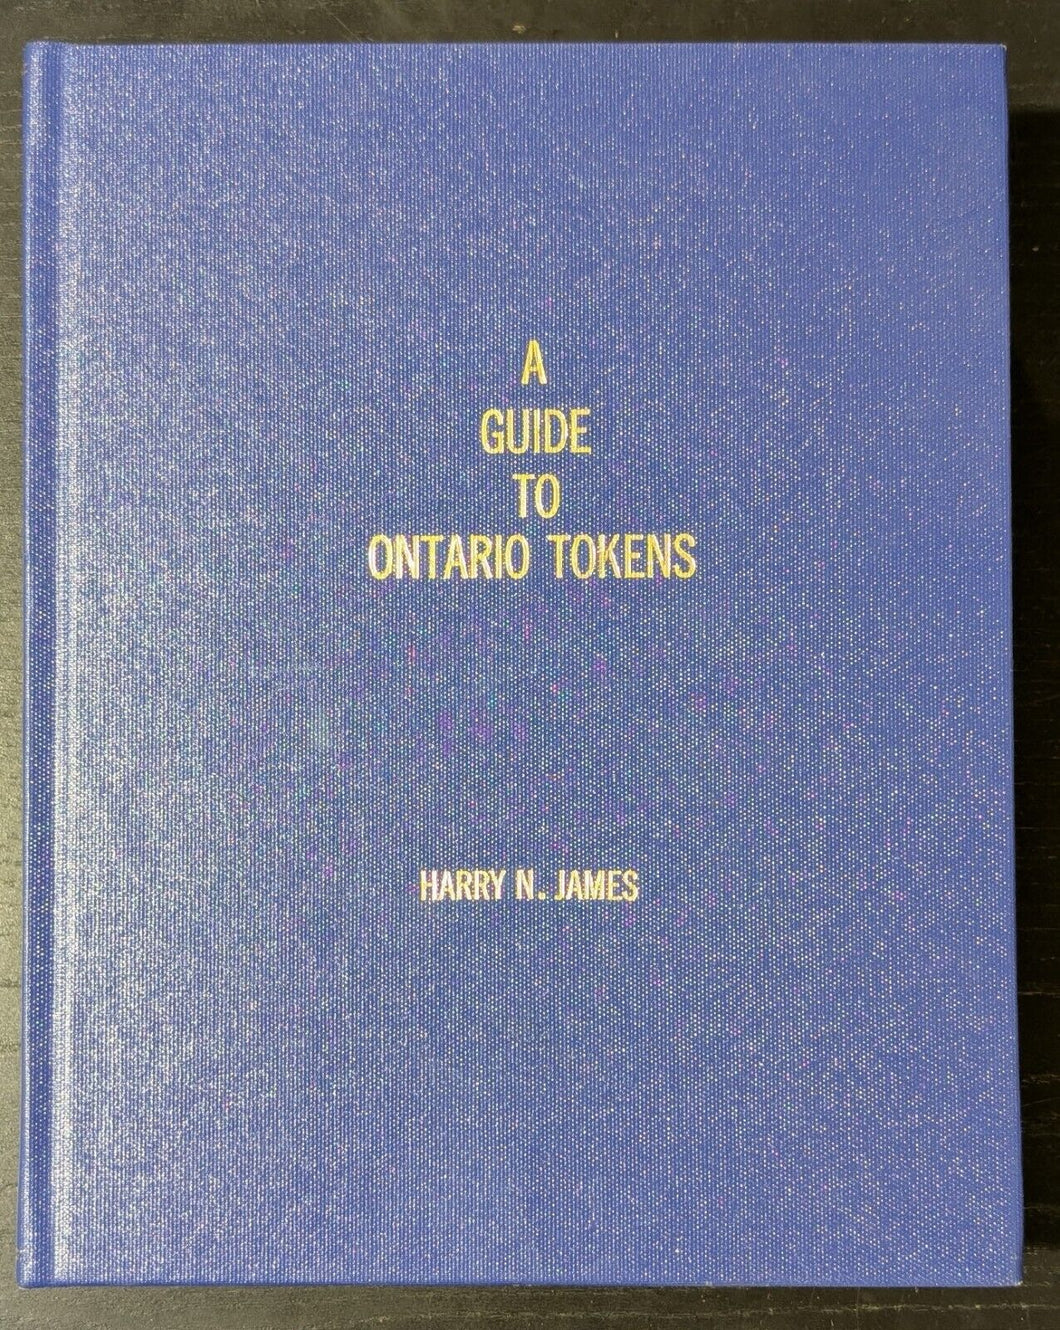 A
GUIDE
TO
ONTARIO TOKENS
HARRY N. JAMES